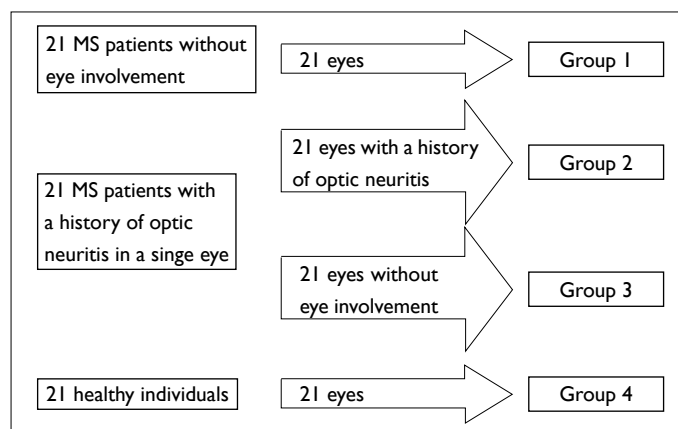 21 MS patients without
eye involvement
21 eyes
Group 1
21 eyes with a history
of optic neuritis
Group 2
21 MS patients with
a history of optic
neuritis in a singe eye
21 eyes without
eye involvement
Group 3
21 healthy individuals
21 eyes
Group 4